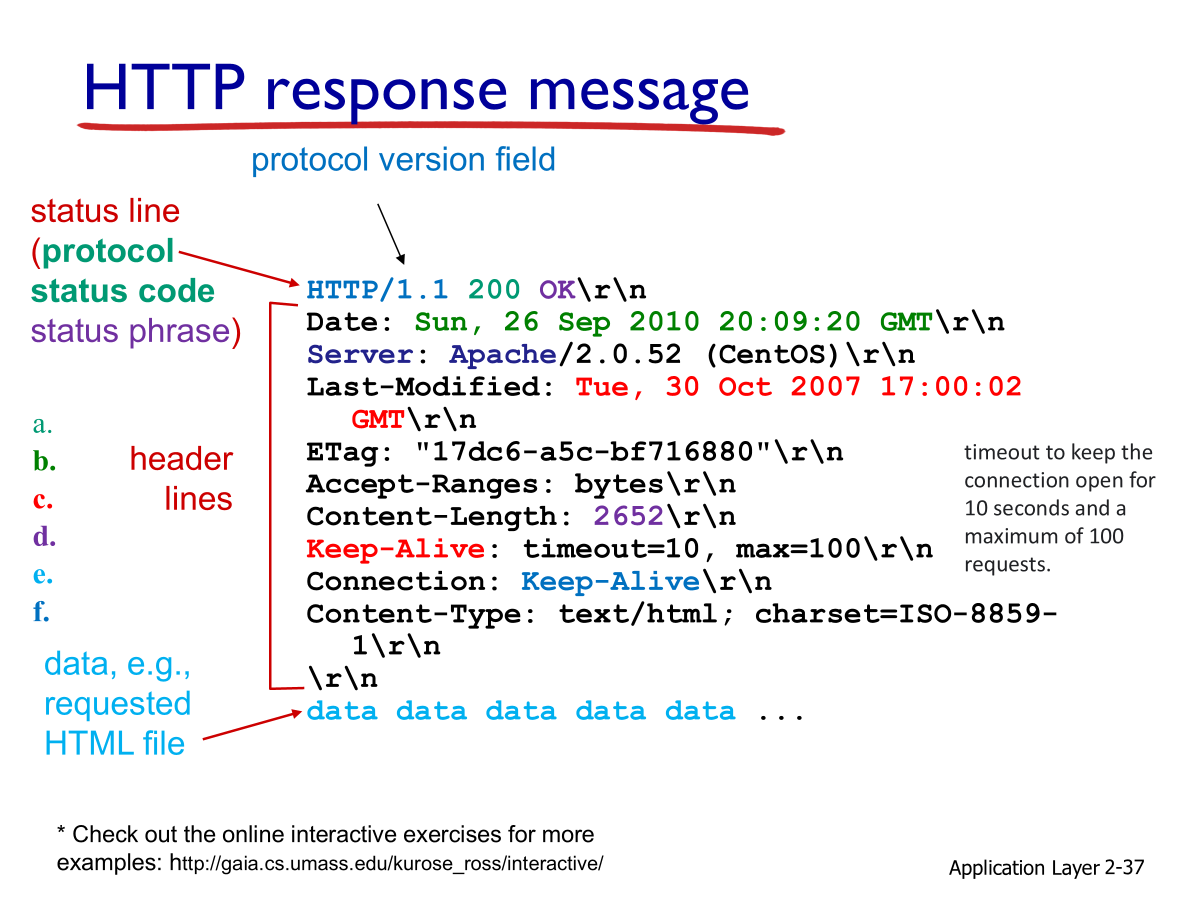 HTTP response message
protocol version field
status line
(protocol
status code
status phrase)
HTTP/1.1 200 OK\r\n
Date: Sun, 26 Sep 2010 20:09:20 GMT\r\n
Server: Apache/2.0.52 (CentOS)\r\n
Last-Modified: Tue, 30 Oct 2007 17:00:02
GMT\r\n
ETag: "17dc6-a5c-bf716880"\r\n
Accept-Ranges: bytes\r\n
Content-Length: 2652\r\n
Keep-Alive: timeout=10, max=100\r\n
Connection: Keep-Alive\r\n
Content-Type: text/html; charset=ISO-8859-
1\r\n
\r\n
data data data data data ...
a.
b.
c.
d.
e.
f.
header
lines
timeout to keep the
connection open for
10 seconds and a
maximum of 100
requests.
data, e.g.,
requested
HTML file
* Check out the online interactive exercises for more
examples: http://gaia.cs.umass.edu/kurose_ross/interactive/
Application Layer 2-37